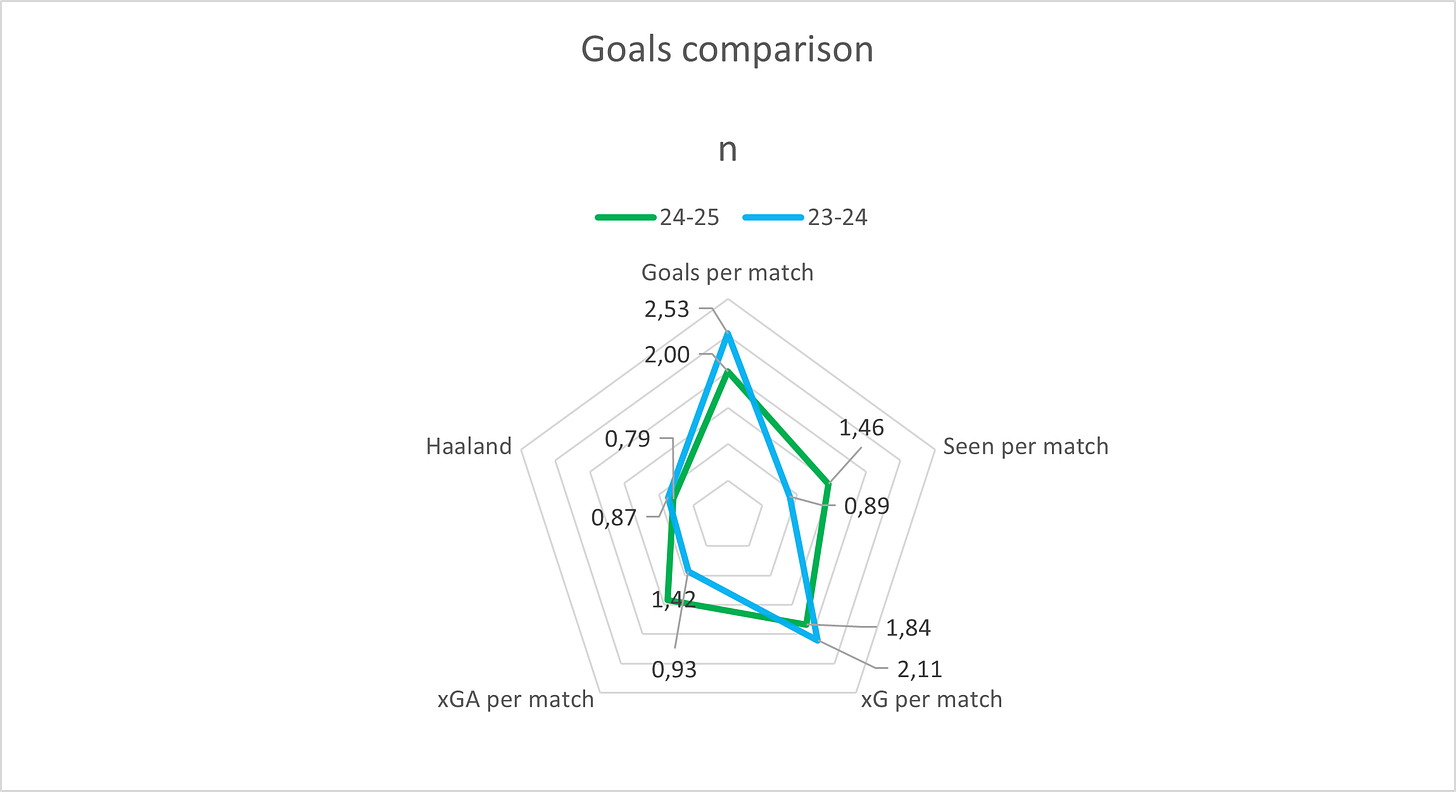 Goals comparison
n
24-25 23-24
Goals per match
2,53
2,00
1,46
0,79
Haaland
Seen per match
0,89
0,87
1,42
1,84
0,93
2,11
xGA per match
xG per match